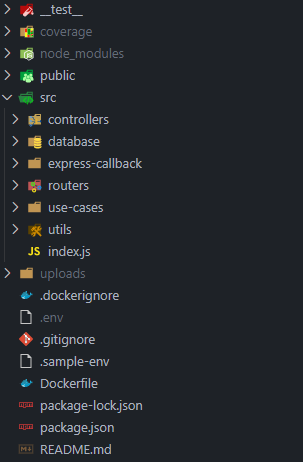 __test__
coverage
node_modules
public
src
controllers
database
express-callback
routers
use-cases
utils
JS index.js
uploads
.dockerignore
.env
.gitignore
.sample-env
Dockerfile
package-lock.json
package.json
README.md